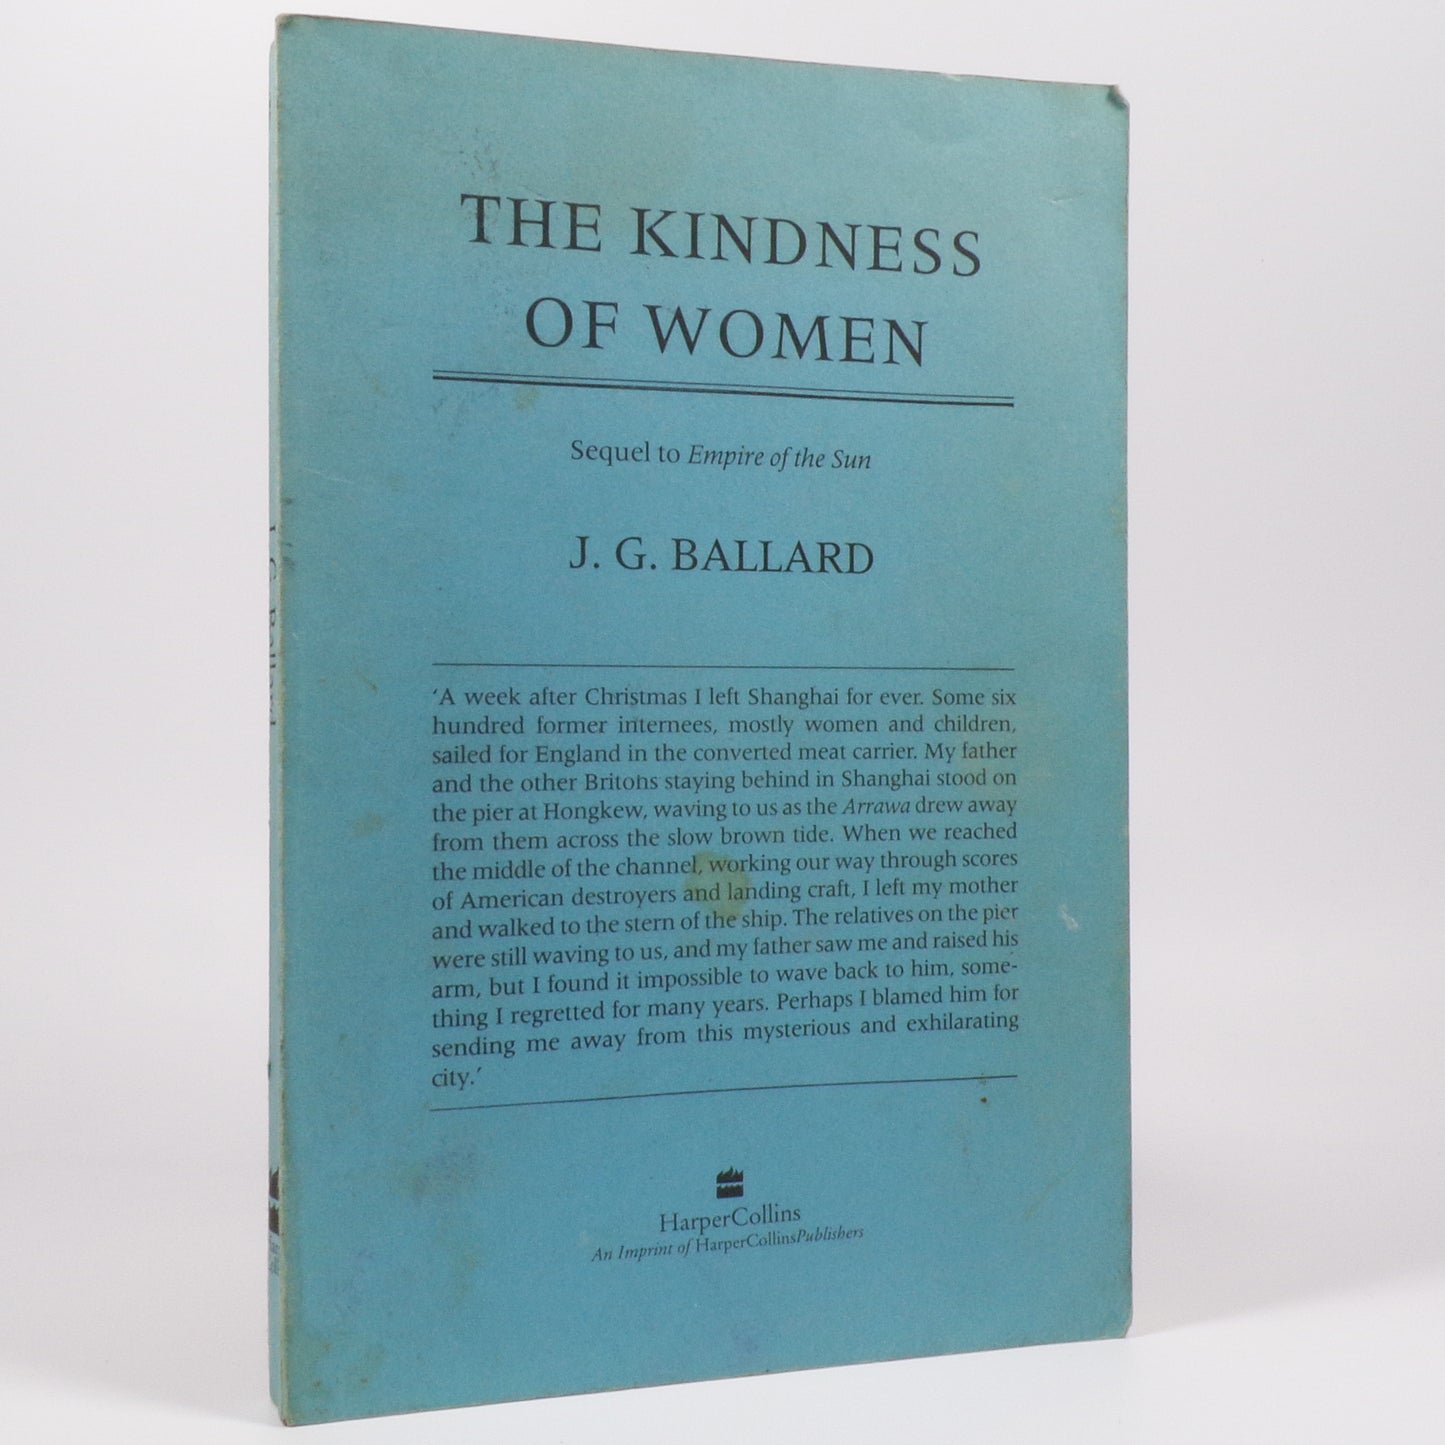 THE KINDNESS
OF WOMEN
Sequel to Empire of the Sun
J. G. BALLARD
‘A week after Christmas I left Shanghai for ever. Some six
hundred former internees, mostly women and children,
sailed for England in the converted meat carrier. My father
and the other Britons staying behind in Shanghai stood on
the pier at Hongkew, waving to us as the Arrawa drew away
from them across the slow brown tide. When we reached
the middle of the channel, working our way through scores
of American destroyers and landing craft, I left my mother
and walked to the stern of the ship. The relatives on the pier
were still waving to us, and my father saw me and raised his
arm, but I found it impossible to wave back to him, some-
thing I regretted for many years. Perhaps I blamed him for
sending me away from this mysterious and exhilarating
city.’
HarperCollins
An Imprint of HarperCollinsPublishers
J. G. Ballard